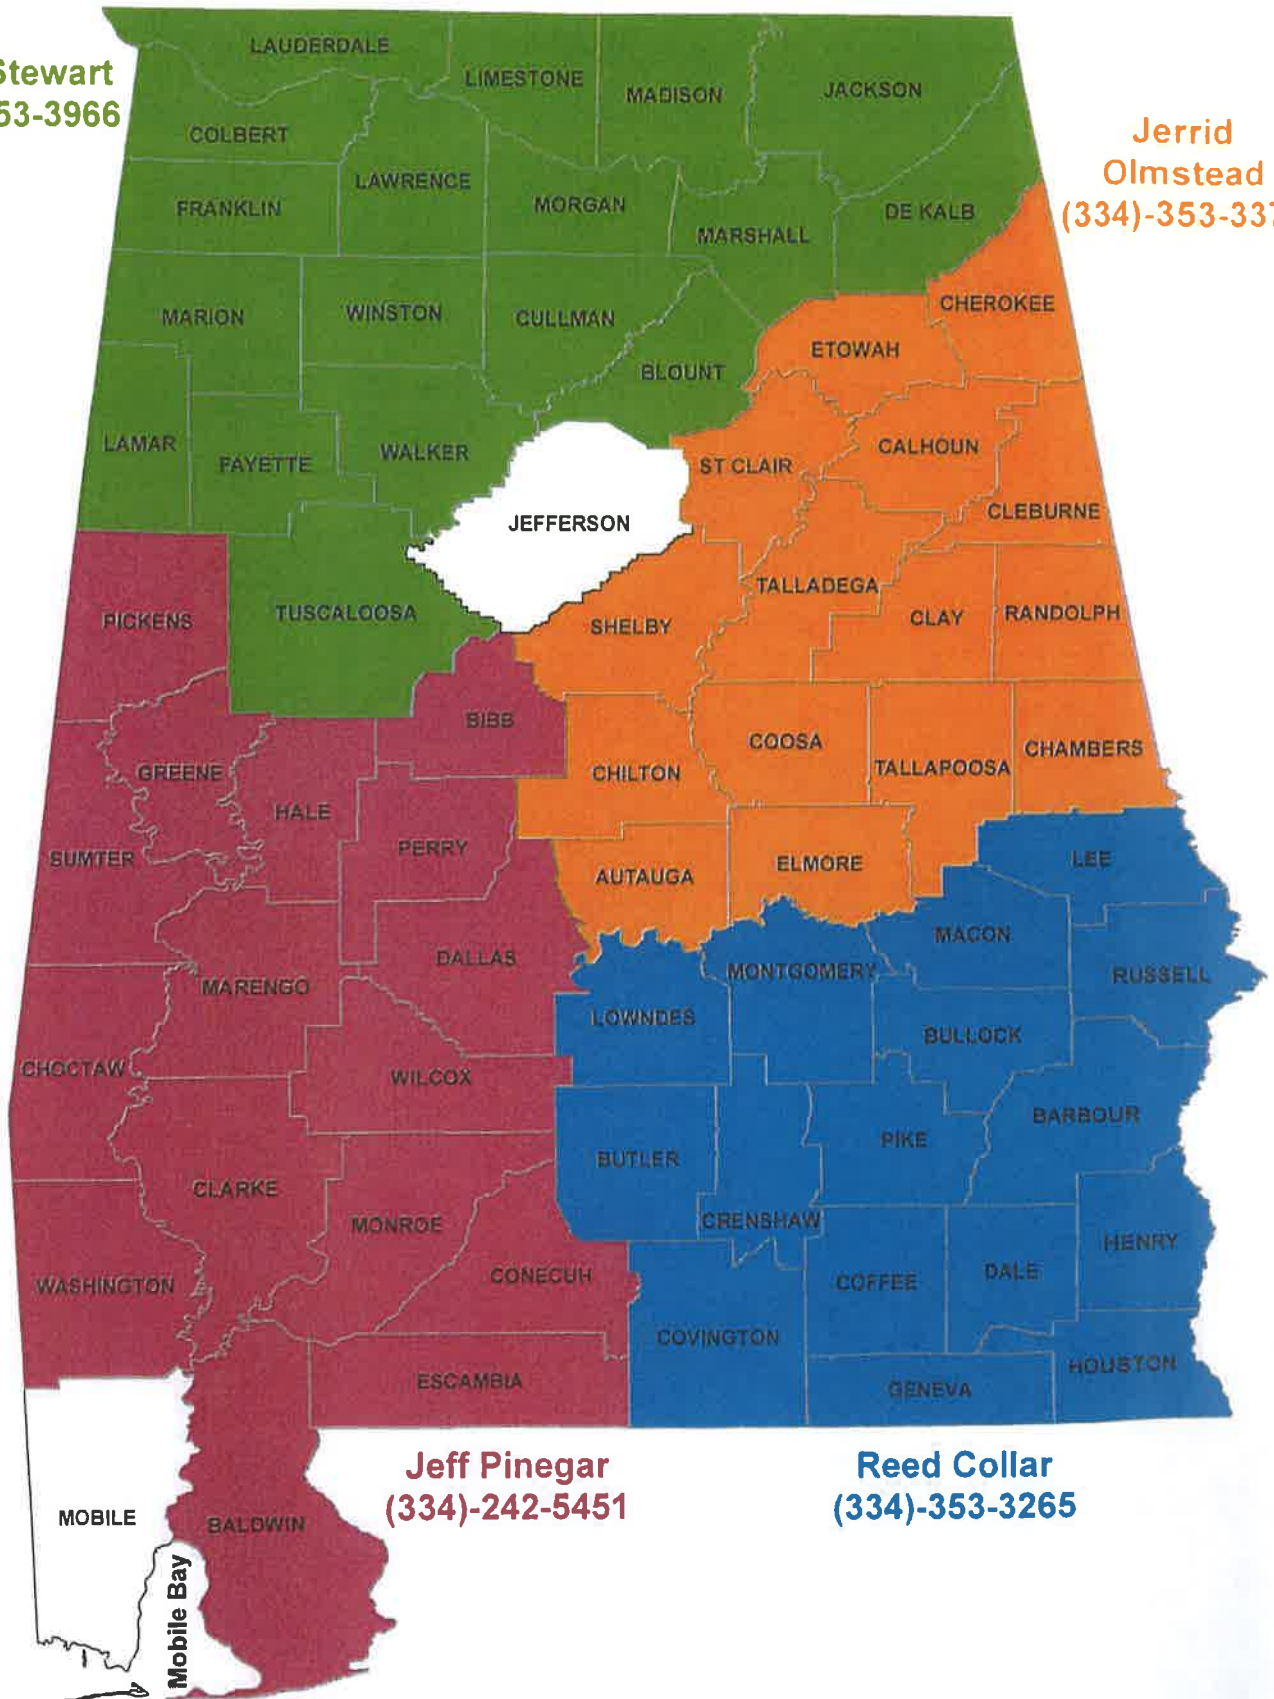 Stewart
53-3966
Jerrid
Olmstead
(334)-353-337
LAUDERDALE
LIMESTONE
MADISON
JACKSON
COLBERT
LAWRENCE
FRANKLIN
MORGAN
MARSHALL
DE KALB
MARION
WINSTON
CULLMAN
CHEROKEE
ETOWAH
BLOUNT
LAMAR
FAYETTE
WALKER
ST CLAIR
CALHOUN
JEFFERSON
CLEBURNE
PICKENS
TUSCALOOSA
SHELBY
TALLADEGA
CLAY
RANDOLPH
BIBB
GREENE
HALE
CHILTON
COOSA
TALLAPOOSA
CHAMBERS
SUMTER
PERRY
AUTAUGA
ELMORE
LEE
MARENGO
DALLAS
MONTGOMERY
MACON
RUSSELL
LOWNDES
BULLOCK
CHOCTAW
WILCOX
BUTLER
PIKE
BARBOUR
CLARKE
MONROE
CRENSHAW
HENRY
WASHINGTON
CONECUH
COFFEE
DALE
COVINGTON
ESCAMBIA
GENEVA
HOUSTON
Jeff Pinegar
(334)-242-5451
Reed Collar
(334)-353-3265
MOBILE
BALDWIN
Mobile Bay